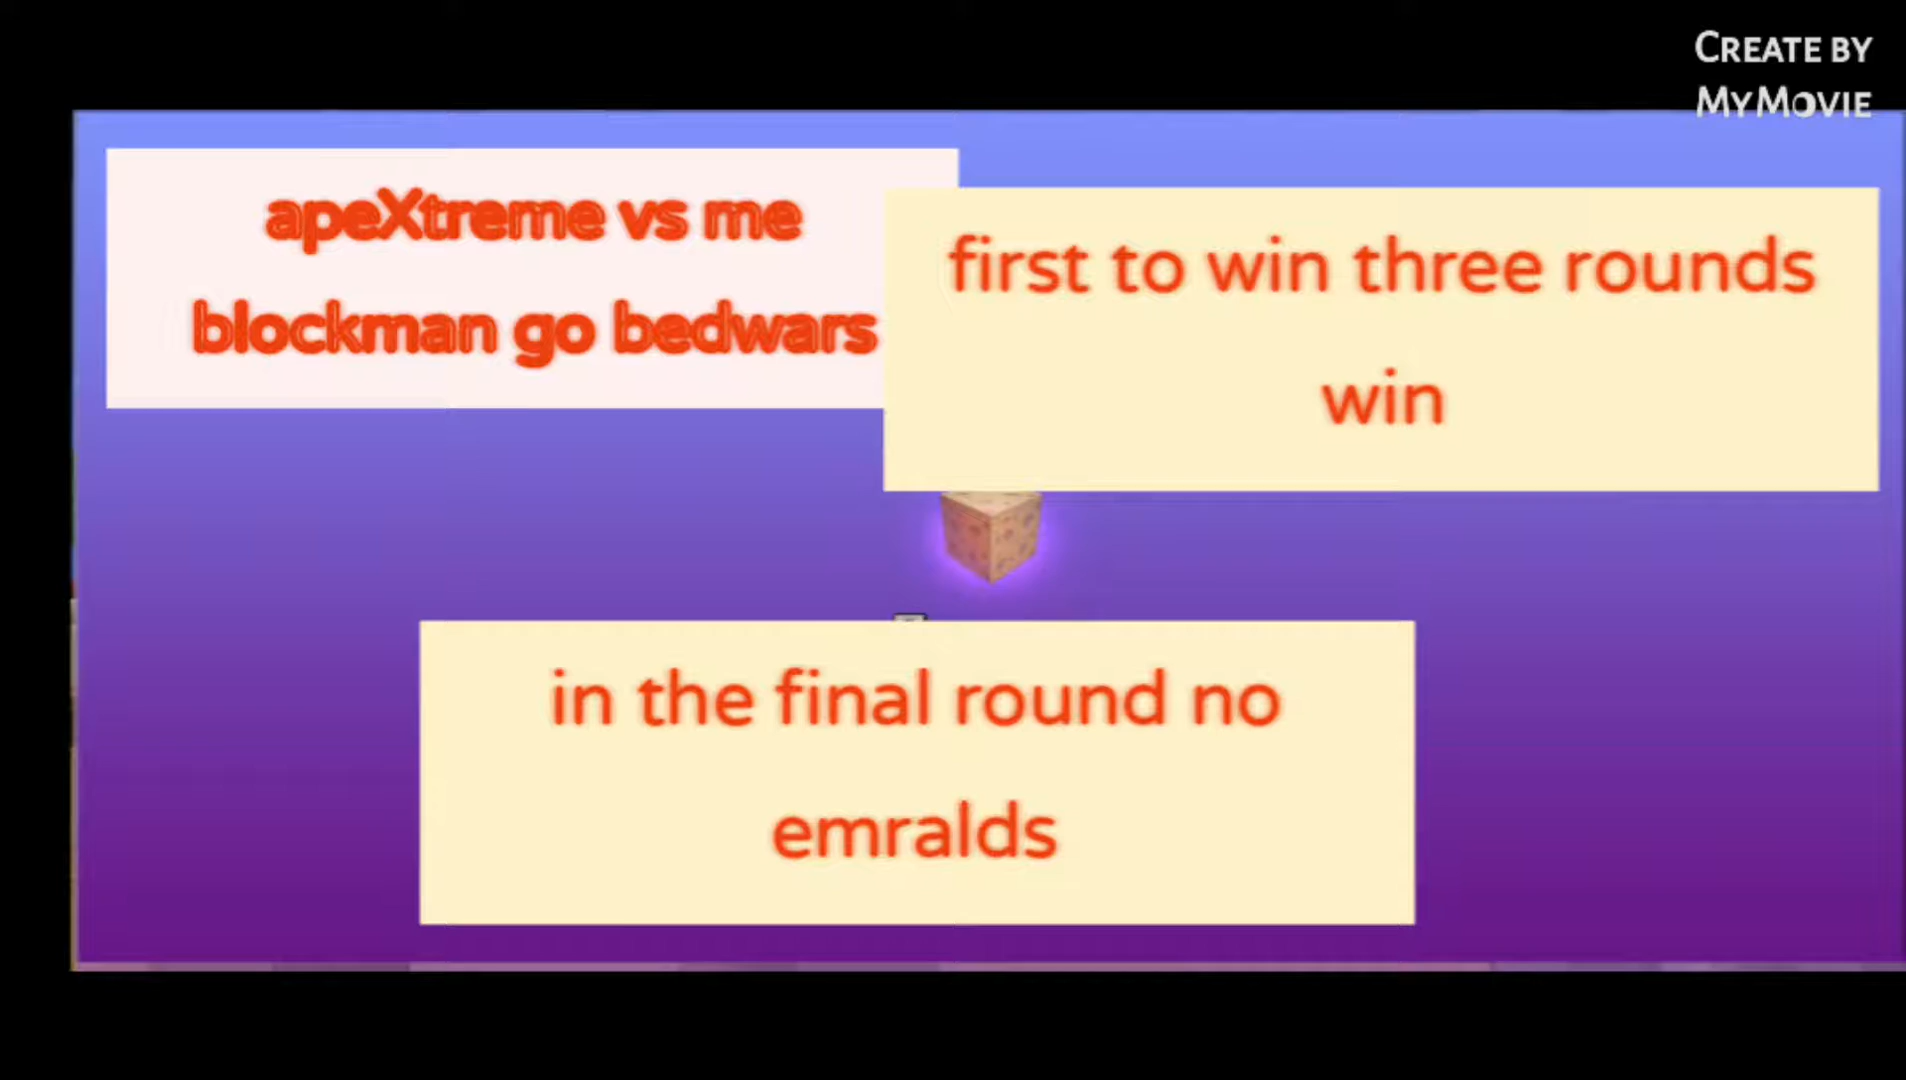 CREATE BY
MYMOVIE
apeXtreme vs me
blockman go bedwars
first to win three rounds
win
in the final round no
emralds